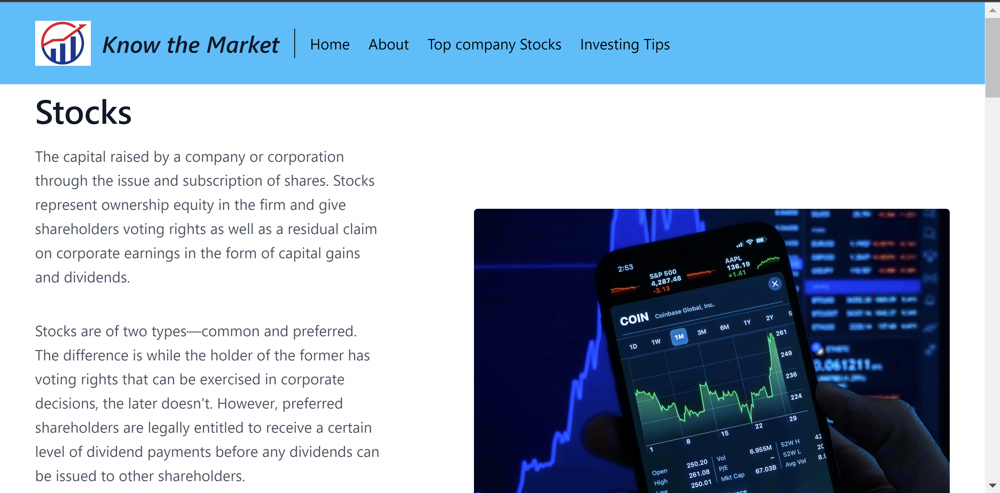 Know the Market
Home
About
Top company Stocks
Investing Tips
Stocks
The capital raised by a company or corporation
through the issue and subscription of shares. Stocks
represent ownership equity in the firm and give
shareholders voting rights as well as a residual claim
on corporate earnings in the form of capital gains
and dividends.
Stocks are of two types—common and preferred.
The difference is while the holder of the former has
voting rights that can be exercised in corporate
decisions, the later doesn't. However, preferred
shareholders are legally entitled to receive a certain
level of dividend payments before any dividends can
be issued to other shareholders.
2:53
S&P 500
4,287.48
-3.13
AAPL
136.19
+1.41
COIN Coinbase Global, Inc.
1D 1W 1M 3M 6M 1Y 2Y 5
261
249
236
224
1 8 15 22 29
Open 250.20
High 261.08
Low 250.01
Vol 6.955M
P/E –
Mkt Cap 67.03B
52W H 42
52W L 20
Avg Vol 8.9
0.061211